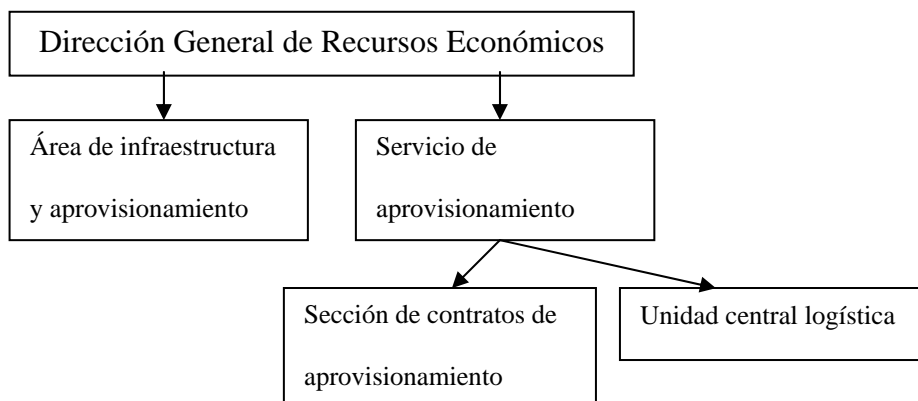 Dirección General de Recursos Económicos
Área de infraestructura
y aprovisionamiento
Servicio de
aprovisionamiento
Sección de contratos de
aprovisionamiento
Unidad central logística